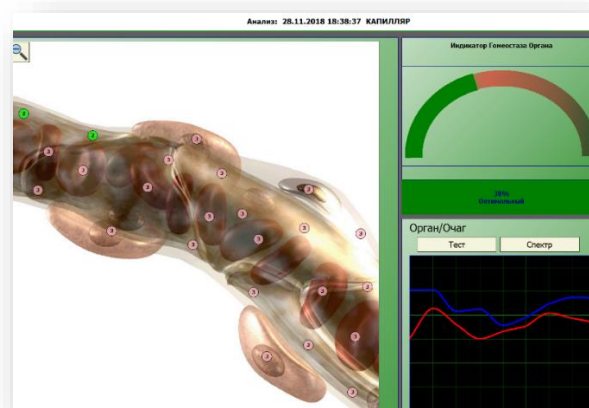 Анализ: 28.11.2018 18:38:37 КАПИЛЛЯР
Индикатор Гомеостаза Органа
Оптимальный
Орган/Очаг
Тест
Спектр